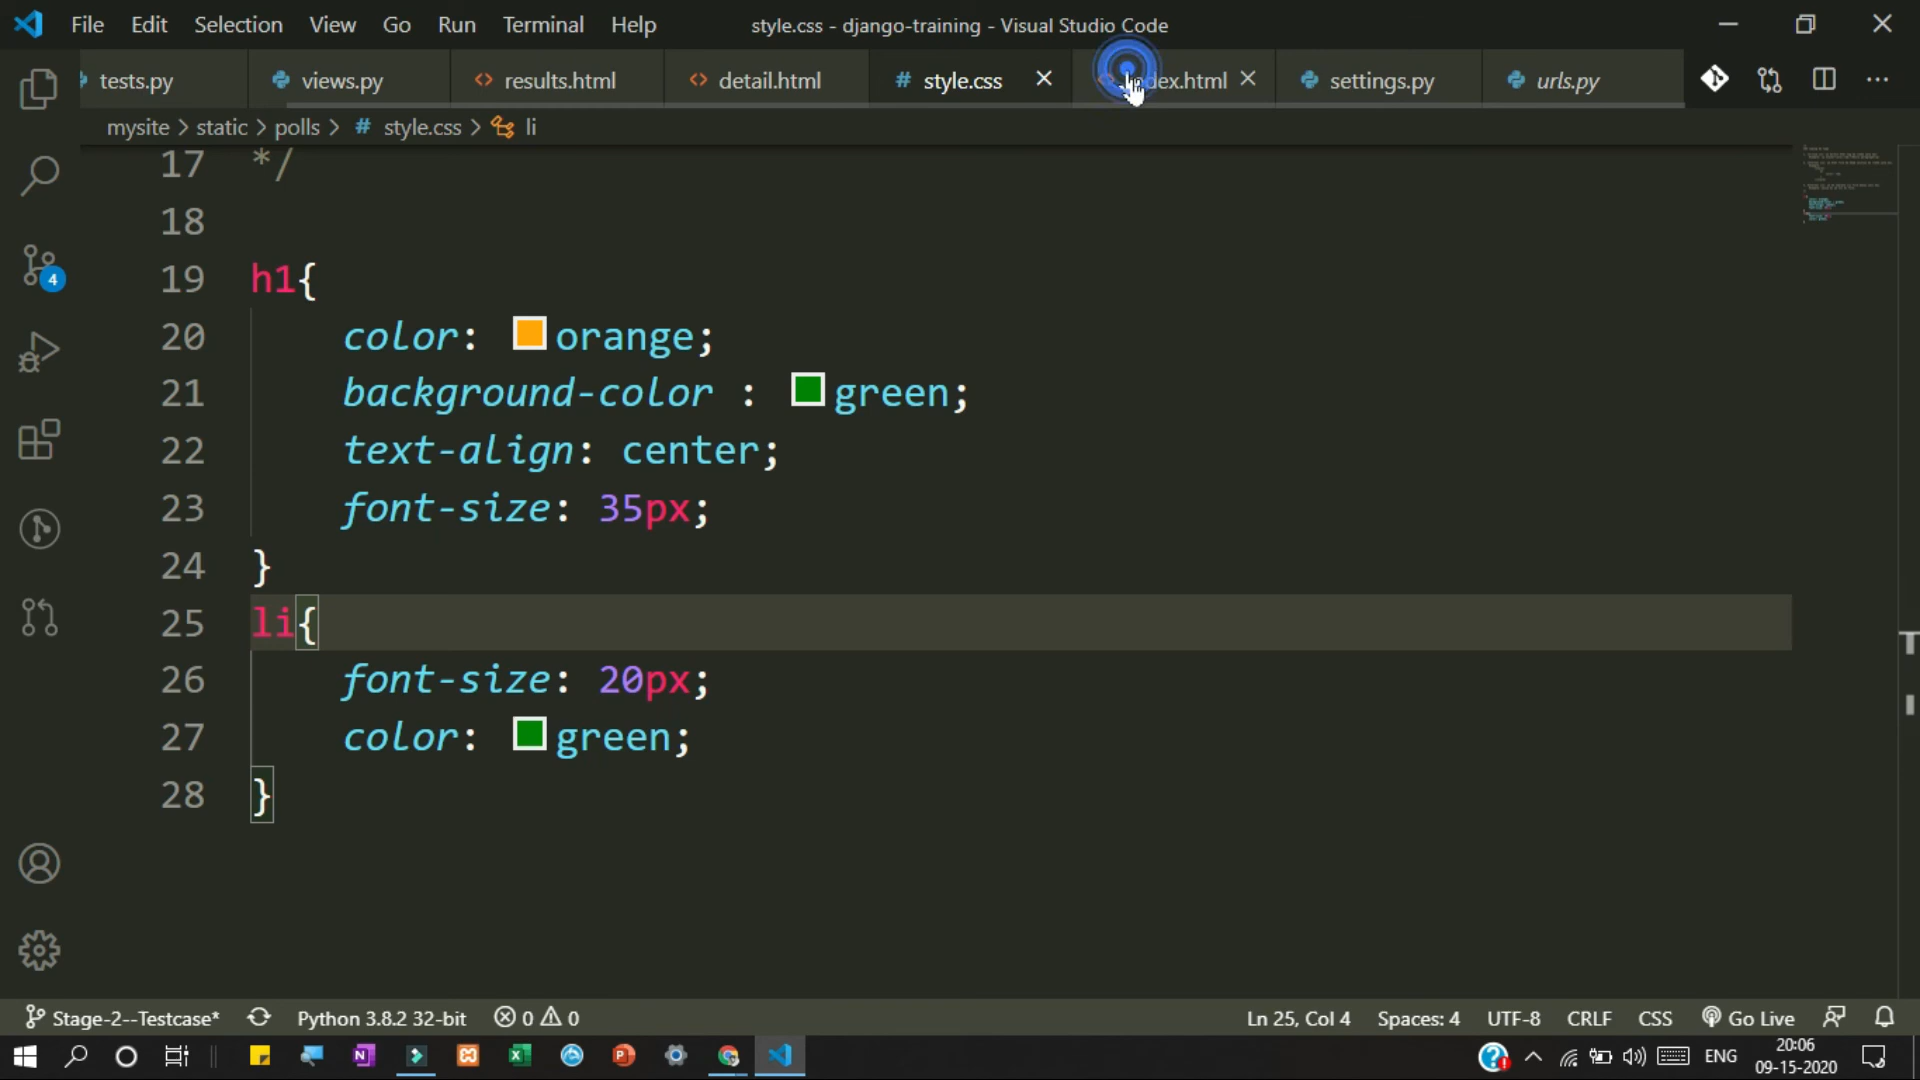 File Edit Selection View Go Run Terminal Help style.css - django-training - Visual Studio Code
tests.py views.py results.html detail.html # style.css index.html settings.py urls.py
mysite > static > polls > # style.css > li
17 */
18
19 h1{
20 color: orange;
21 background-color : green;
22 text-align: center;
23 font-size: 35px;
24 }
25 li{
26 font-size: 20px;
27 color: green;
28 }
4
Stage-2--Testcase* Python 3.8.2 32-bit 0 0 Ln 25, Col 4 Spaces: 4 UTF-8 CRLF CSS Go Live
ENG 20:06
09-15-2020